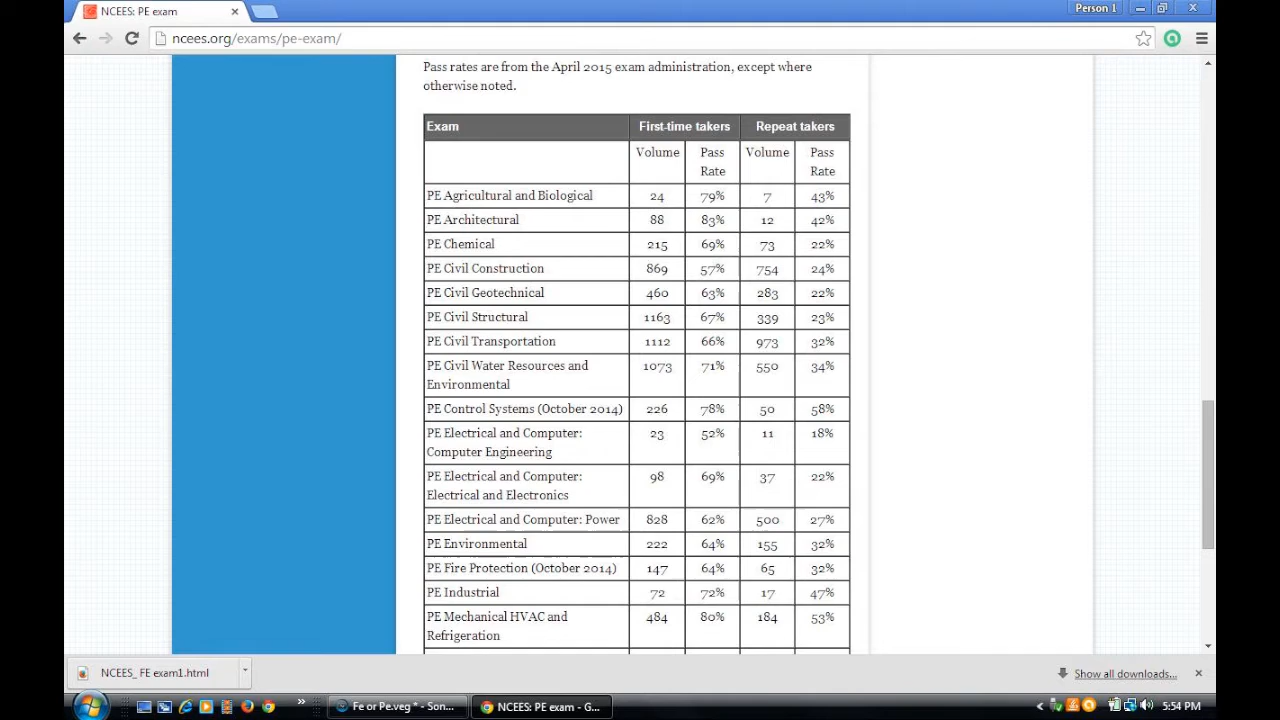 NCEES: PE exam
Person 1
ncees.org/exams/pe-exam/
Pass rates are from the April 2015 exam administration, except where
otherwise noted.
Exam First-time takers Repeat takers
Volume Pass Rate Volume Pass Rate
PE Agricultural and Biological 24 79% 7 43%
PE Architectural 88 83% 12 42%
PE Chemical 215 69% 73 22%
PE Civil Construction 869 57% 754 24%
PE Civil Geotechnical 460 63% 283 22%
PE Civil Structural 1163 67% 339 23%
PE Civil Transportation 1112 66% 973 32%
PE Civil Water Resources and 1073 71% 550 34%
Environmental
PE Control Systems (October 2014) 226 78% 50 58%
PE Electrical and Computer: 23 52% 11 18%
Computer Engineering
PE Electrical and Computer: 98 69% 37 22%
Electrical and Electronics
PE Electrical and Computer: Power 828 62% 500 27%
PE Environmental 222 64% 155 32%
PE Fire Protection (October 2014) 147 64% 65 32%
PE Industrial 72 72% 17 47%
PE Mechanical HVAC and 484 80% 184 53%
Refrigeration
NCEES_ FE exam1.html
Show all downloads...
Fe or Pe.veg * - Son...
NCEES: PE exam - G...
5:54 PM